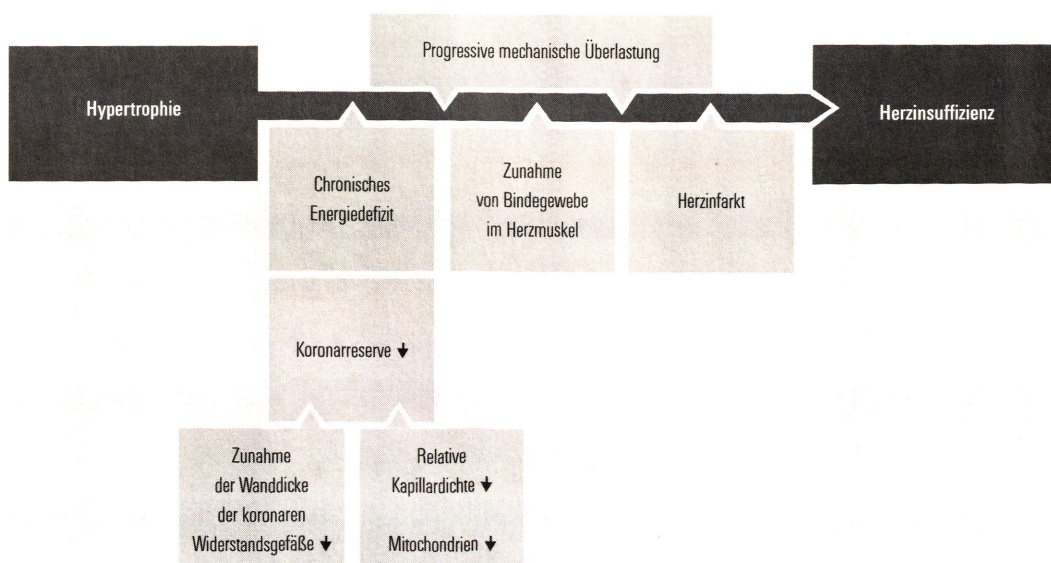 Progressive mechanische Überlastung
Hypertrophie
Herzinsuffizienz
Chronisches
Energiedefizit
Zunahme
von Bindegewebe
im Herzmuskel
Herzinfarkt
Koronarreserve ↓
Zunahme
der Wanddicke
der koronaren
Widerstandsgefäße ↓
Relative
Kapillardichte ↓
Mitochondrien ↓